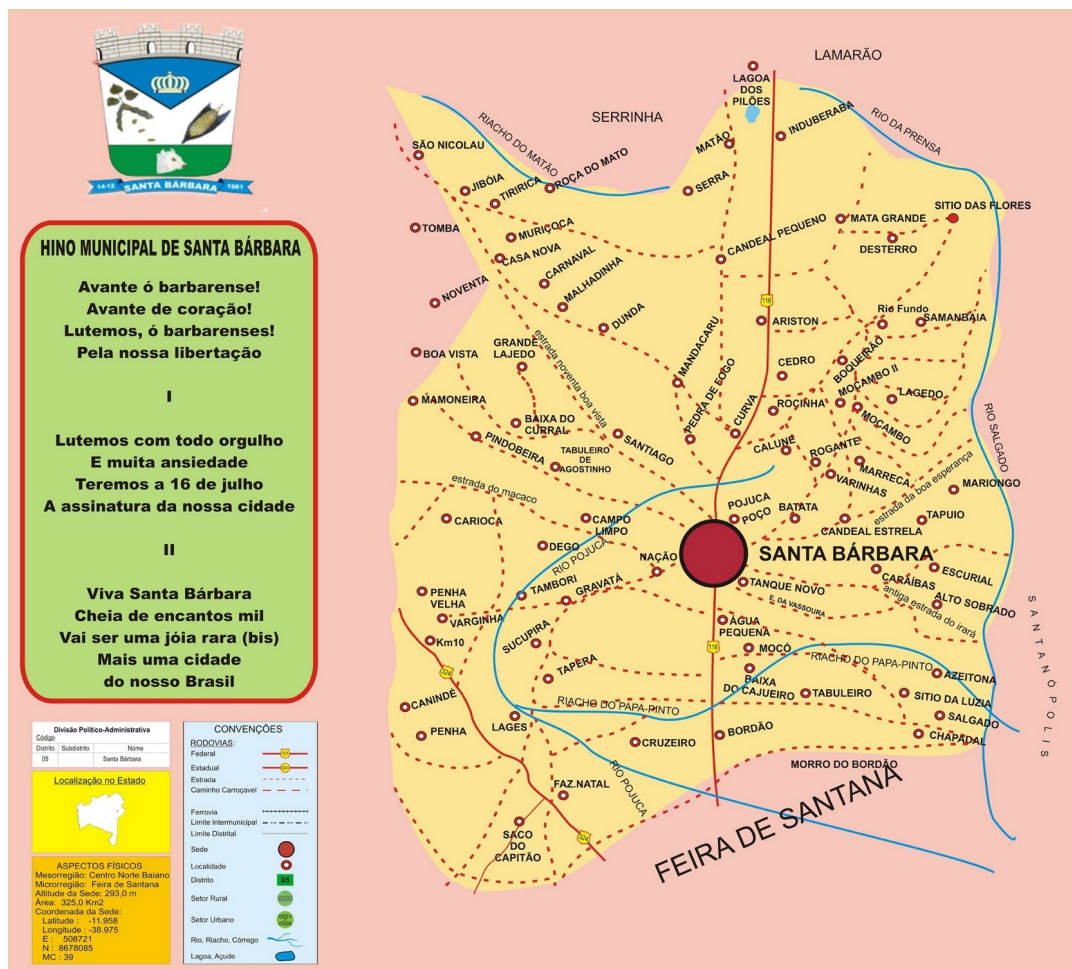 14-12
SANTA BÁRBARA
1961
HINO MUNICIPAL DE SANTA BÁRBARA
Avante ó barbarense!
Avante de coração!
Lutemos, ó barbarenses!
Pela nossa libertação
I
Lutemos com todo orgulho
E muita ansiedade
Teremos a 16 de julho
A assinatura da nossa cidade
II
Viva Santa Bárbara
Cheia de encantos mil
Vai ser uma jóia rara (bis)
Mais uma cidade
do nosso Brasil
Divisão Político-Administrativa
Código
Distrito Subdistrito Nome
05 Santa Bárbara
Localização no Estado
ASPECTOS FÍSICOS
Mesorregião: Centro Norte Baiano
Microrregião: Feira de Santana
Altitude da Sede: 293,0 m
Área: 325,0 Km2
Coordenada da Sede:
Latitude : -11.958
Longitude : -38.975
E : 508721
N : 8678085
MC : 39
CONVENÇÕES
RODOVIAS:
Federal 101
Estadual 041
Estrada
Caminho Carroçavel
Ferrovia
Limite Intermunicipal
Limite Distrital
Sede
Localidade
Distrito 05
Setor Rural 0000
Setor Urbano
Rio, Riacho, Córrego
Lagoa, Açude
LAMARÃO
SERRINHA
LAGOA
DOS
PILÕES
INDUBERABA
RIO DA PRENSA
MATÃO
RIACHO DO MATÃO
SÃO NICOLAU
ROÇA DO MATO
JIBÓIA
TIRIRICA
SERRA
SITIO DAS FLORES
TOMBA
MURIÇOCA
CANDEAL PEQUENO
MATA GRANDE
DESTERRO
CASA NOVA
CARNAVAL
MALHADINHA
NOVENTA
DUNDA
116
ARISTON
Rio Fundo
SAMANBAIA
estrada noventa boa vista
BOA VISTA
GRANDE
LAJEDO
MANDACARU
PEDRA DE FOGO
CURVA
CEDRO
BOQUEIRÃO
MOCAMBO II
LAGEDO
MAMONEIRA
ROÇINHA
MOCAMBO
RIO SALGADO
BAIXA DO
CURRAL
PINDOBEIRA
SANTIAGO
TABULEIRO
DE
AGOSTINHO
CALUNE
ROGANTE
VARINHAS
MARRECA
estrada da boa esperança
MARIONGO
estrada do macaco
CARIOCA
CAMPO
LIMPO
POJUCA
POÇO
BATATA
CANDEAL ESTRELA
TAPUIO
DEGO
RIO POJUCA
NAÇÃO
SANTA BÁRBARA
TAMBORI
GRAVATÁ
TANQUE NOVO
CARAÍBAS
ESCURIAL
E. DA VASSOURA
antiga estrada do irará
ALTO SOBRADO
PENHA
VELHA
VARGINHA
Km10
SUCUPIRA
ÁGUA
PEQUENA
116
MOCÓ
SANTANÓPOLIS
324
TAPERA
BAIXA
DO CAJUEIRO
RIACHO DO PAPA-PINTO
AZEITONA
TABULEIRO
SITIO DA LUZIA
CANINDÉ
RIACHO DO PAPA-PINTO
LAGES
SALGADO
PENHA
CRUZEIRO
BORDÃO
CHAPADAL
RIO POJUCA
MORRO DO BORDÃO
FAZ.NATAL
FEIRA DE SANTANA
SACO
DO
CAPITÃO
324